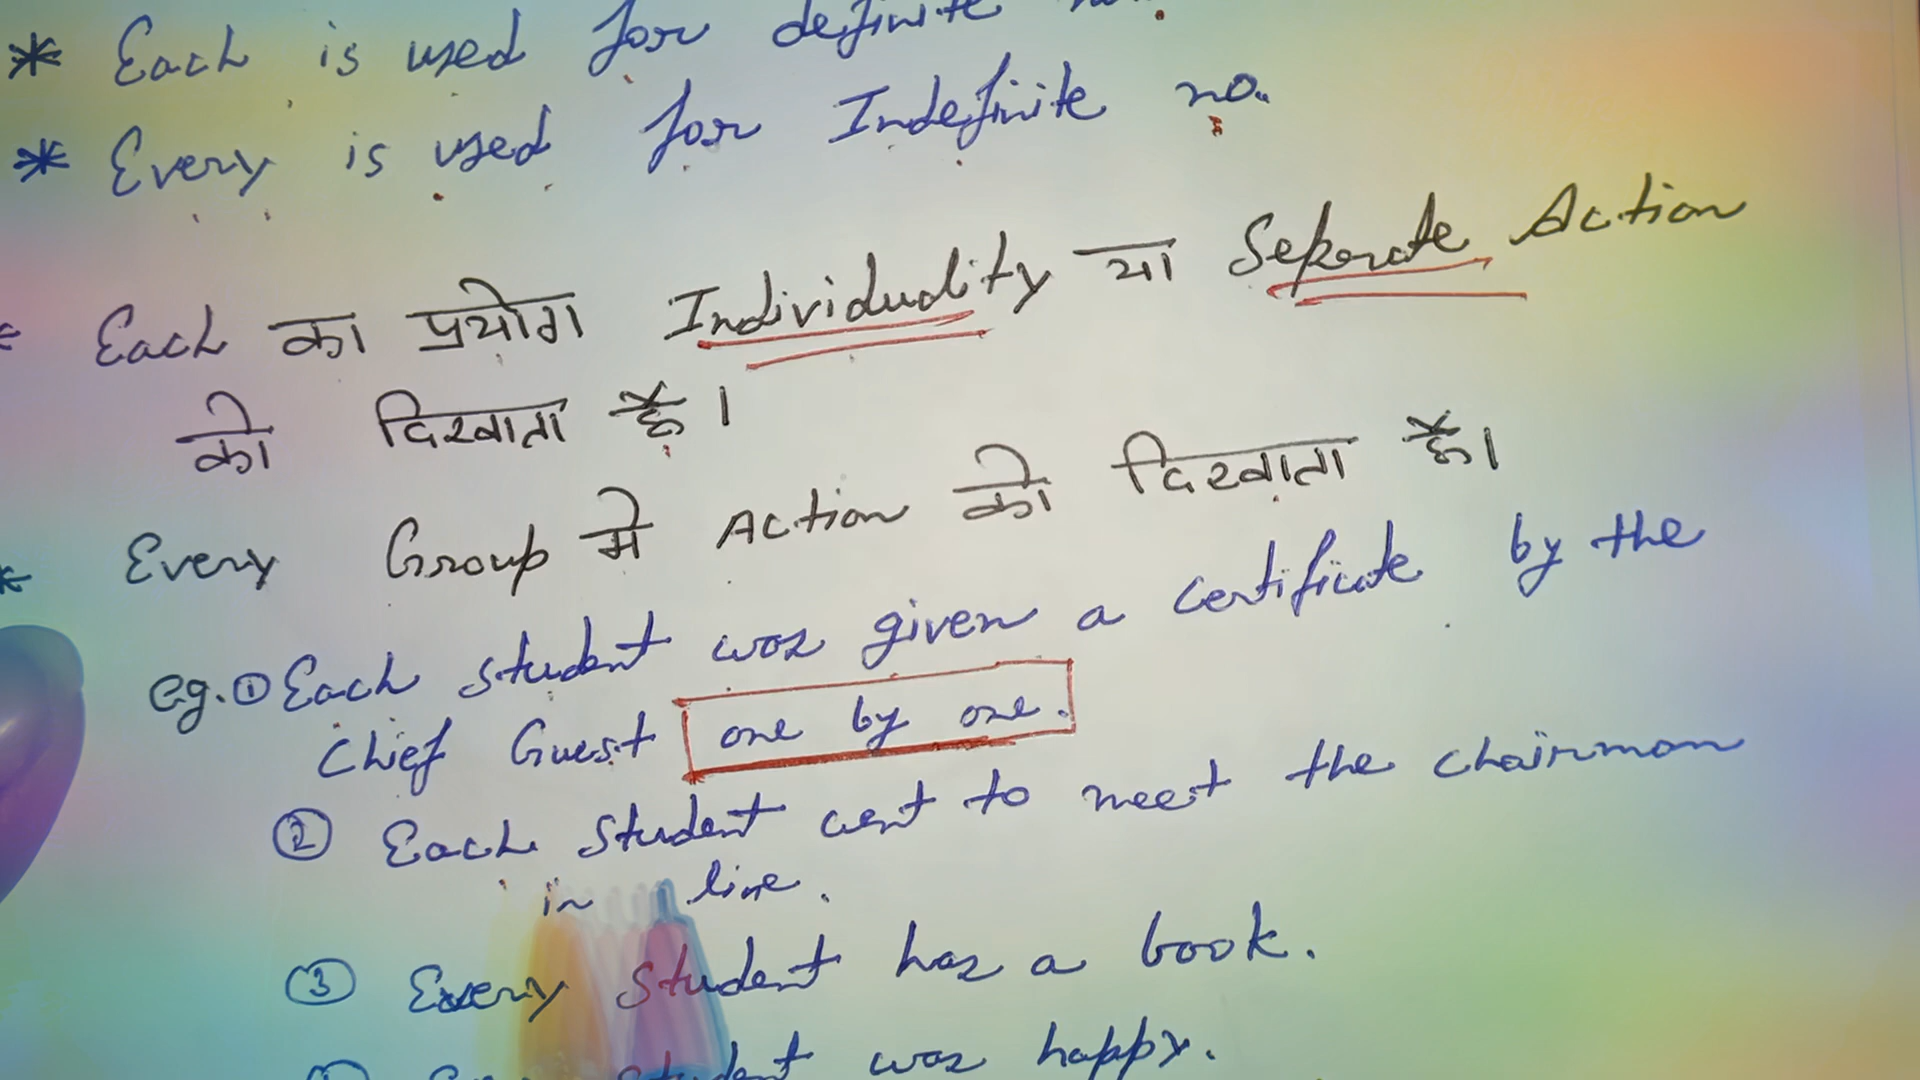 * Each is used for definite
* Every is used for Indefinite no.
Each का प्रयोग Individuality या Seperate Action
को दिखाता है।
* Every Group मे Action को दिखाता है।
eg. ① Each student was given a certificate by the
Chief Guest one by one.
② Each student went to meet the chairman
in line.
③ Every student has a book.
student was happy.